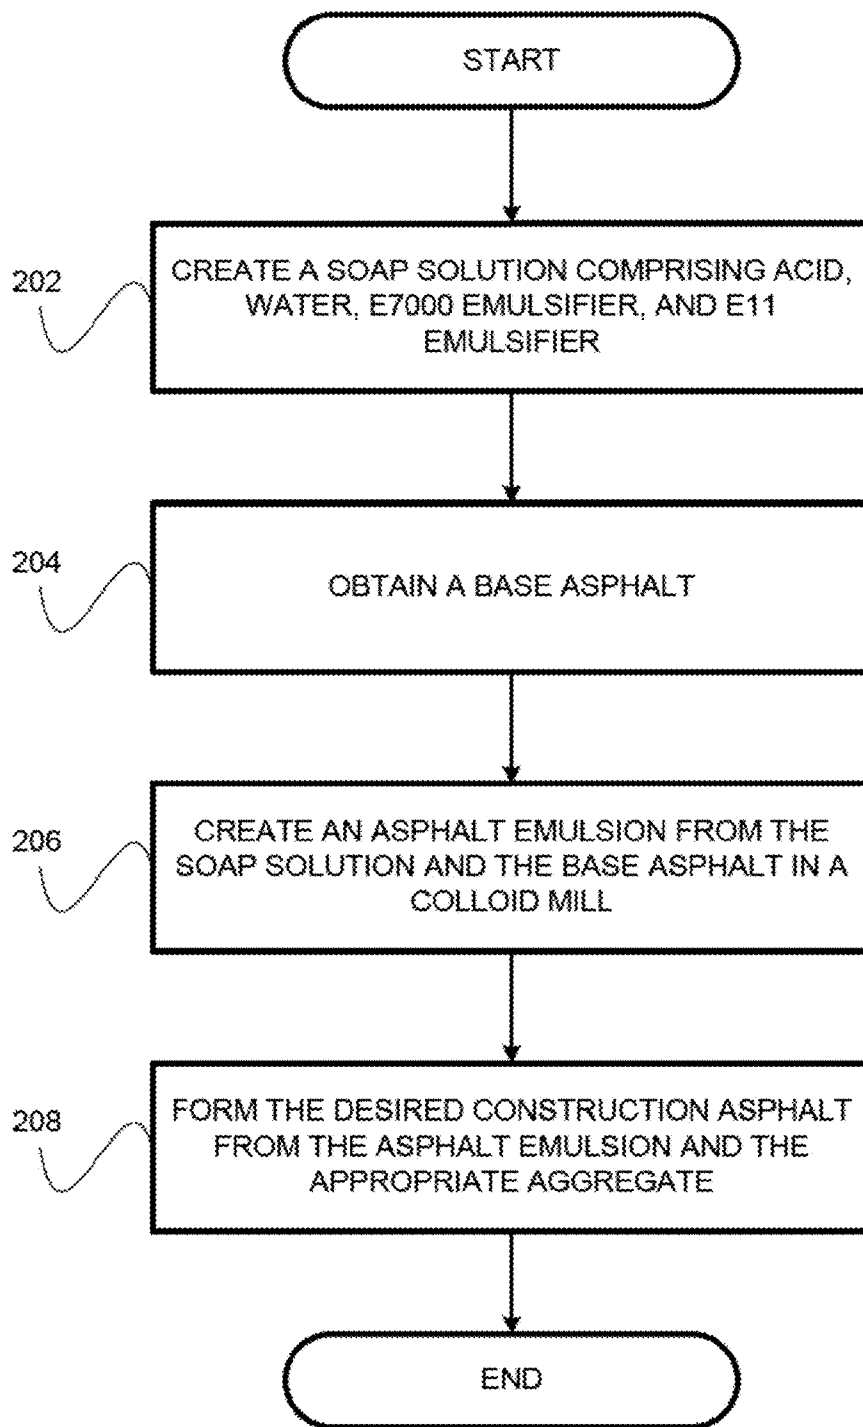 START
202
CREATE A SOAP SOLUTION COMPRISING ACID,
WATER, E7000 EMULSIFIER, AND E11
EMULSIFIER
204
OBTAIN A BASE ASPHALT
206
CREATE AN ASPHALT EMULSION FROM THE
SOAP SOLUTION AND THE BASE ASPHALT IN A
COLLOID MILL
208
FORM THE DESIRED CONSTRUCTION ASPHALT
FROM THE ASPHALT EMULSION AND THE
APPROPRIATE AGGREGATE
END